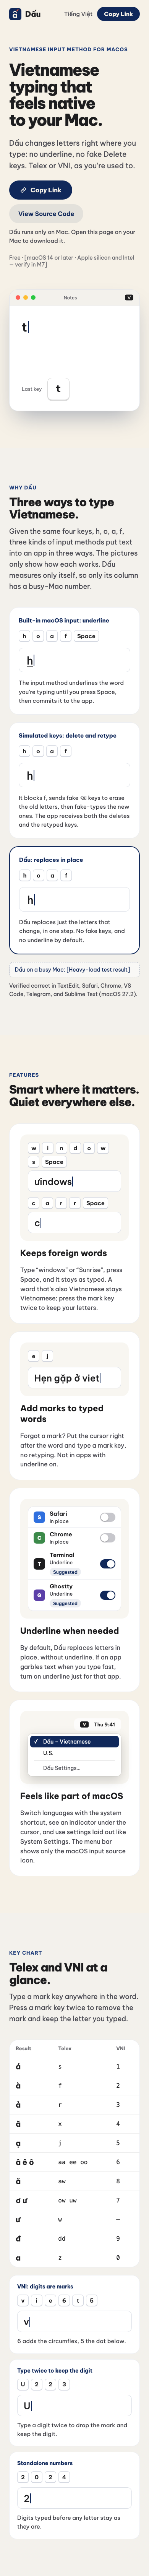 Dấu
Tiếng Việt
Copy Link
VIETNAMESE INPUT METHOD FOR MACOS
Vietnamese
typing that
feels native
to your Mac.
Dấu changes letters right where you
type: no underline, no fake Delete
keys. Telex or VNI, as you're used to.
Copy Link
View Source Code
Dấu runs only on Mac. Open this page on your
Mac to download it.
Free · [macOS 14 or later · Apple silicon and Intel
— verify in M7]
Notes
V
t
Last key
t
WHY DẤU
Three ways to type
Vietnamese.
Given the same four keys, h, o, a, f,
three kinds of input methods put text
into an app in three ways. The pictures
only show how each works. Dấu
measures only itself, so only its column
has a busy-Mac number.
Built-in macOS input: underline
h o a f Space
h
The input method underlines the word
you're typing until you press Space,
then commits it to the app.
Simulated keys: delete and retype
h o a f
h
It blocks f, sends fake ⌫ keys to erase
the old letters, then fake-types the new
ones. The app receives both the deletes
and the retyped keys.
Dấu: replaces in place
h o a f
h
Dấu replaces just the letters that
change, in one step. No fake keys, and
no underline by default.
Dấu on a busy Mac: [Heavy-load test result]
Verified correct in TextEdit, Safari, Chrome, VS
Code, Telegram, and Sublime Text (macOS 27.2).
FEATURES
Smart where it matters.
Quiet everywhere else.
w i n d o w
s Space
ưindows
c a r r Space
c
Keeps foreign words
Type "windows" or "Sunrise", press
Space, and it stays as typed. A
word that's also Vietnamese stays
Vietnamese; press the mark key
twice to keep your letters.
e j
Hẹn gặp ở viet
Add marks to typed
words
Forgot a mark? Put the cursor right
after the word and type a mark key,
no retyping. Not in apps with
underline on.
Safari
In place
Chrome
In place
Terminal
Underline
Suggested
Ghostty
Underline
Suggested
Underline when needed
By default, Dấu replaces letters in
place, without underline. If an app
garbles text when you type fast,
turn on underline just for that app.
V
Thu 9:41
✓ Dấu – Vietnamese
U.S.
Dấu Settings...
Feels like part of macOS
Switch languages with the system
shortcut, see an indicator under the
cursor, and use settings laid out like
System Settings. The menu bar
shows only the macOS input source
icon.
KEY CHART
Telex and VNI at a
glance.
Type a mark key anywhere in the word.
Press a mark key twice to remove the
mark and keep the letter you typed.
Result Telex VNI
á s 1
à f 2
ả r 3
ã x 4
ạ j 5
â ê ô aa ee oo 6
ă aw 8
ơ ư ow uw 7
ư w –
đ dd 9
a z 0
VNI: digits are marks
v i e 6 t 5
v
6 adds the circumflex, 5 the dot below.
Type twice to keep the digit
U 2 2 3
U
Type a digit twice to drop the mark and
keep the digit.
Standalone numbers
2 0 2 4
2
Digits typed before any letter stay as
they are.